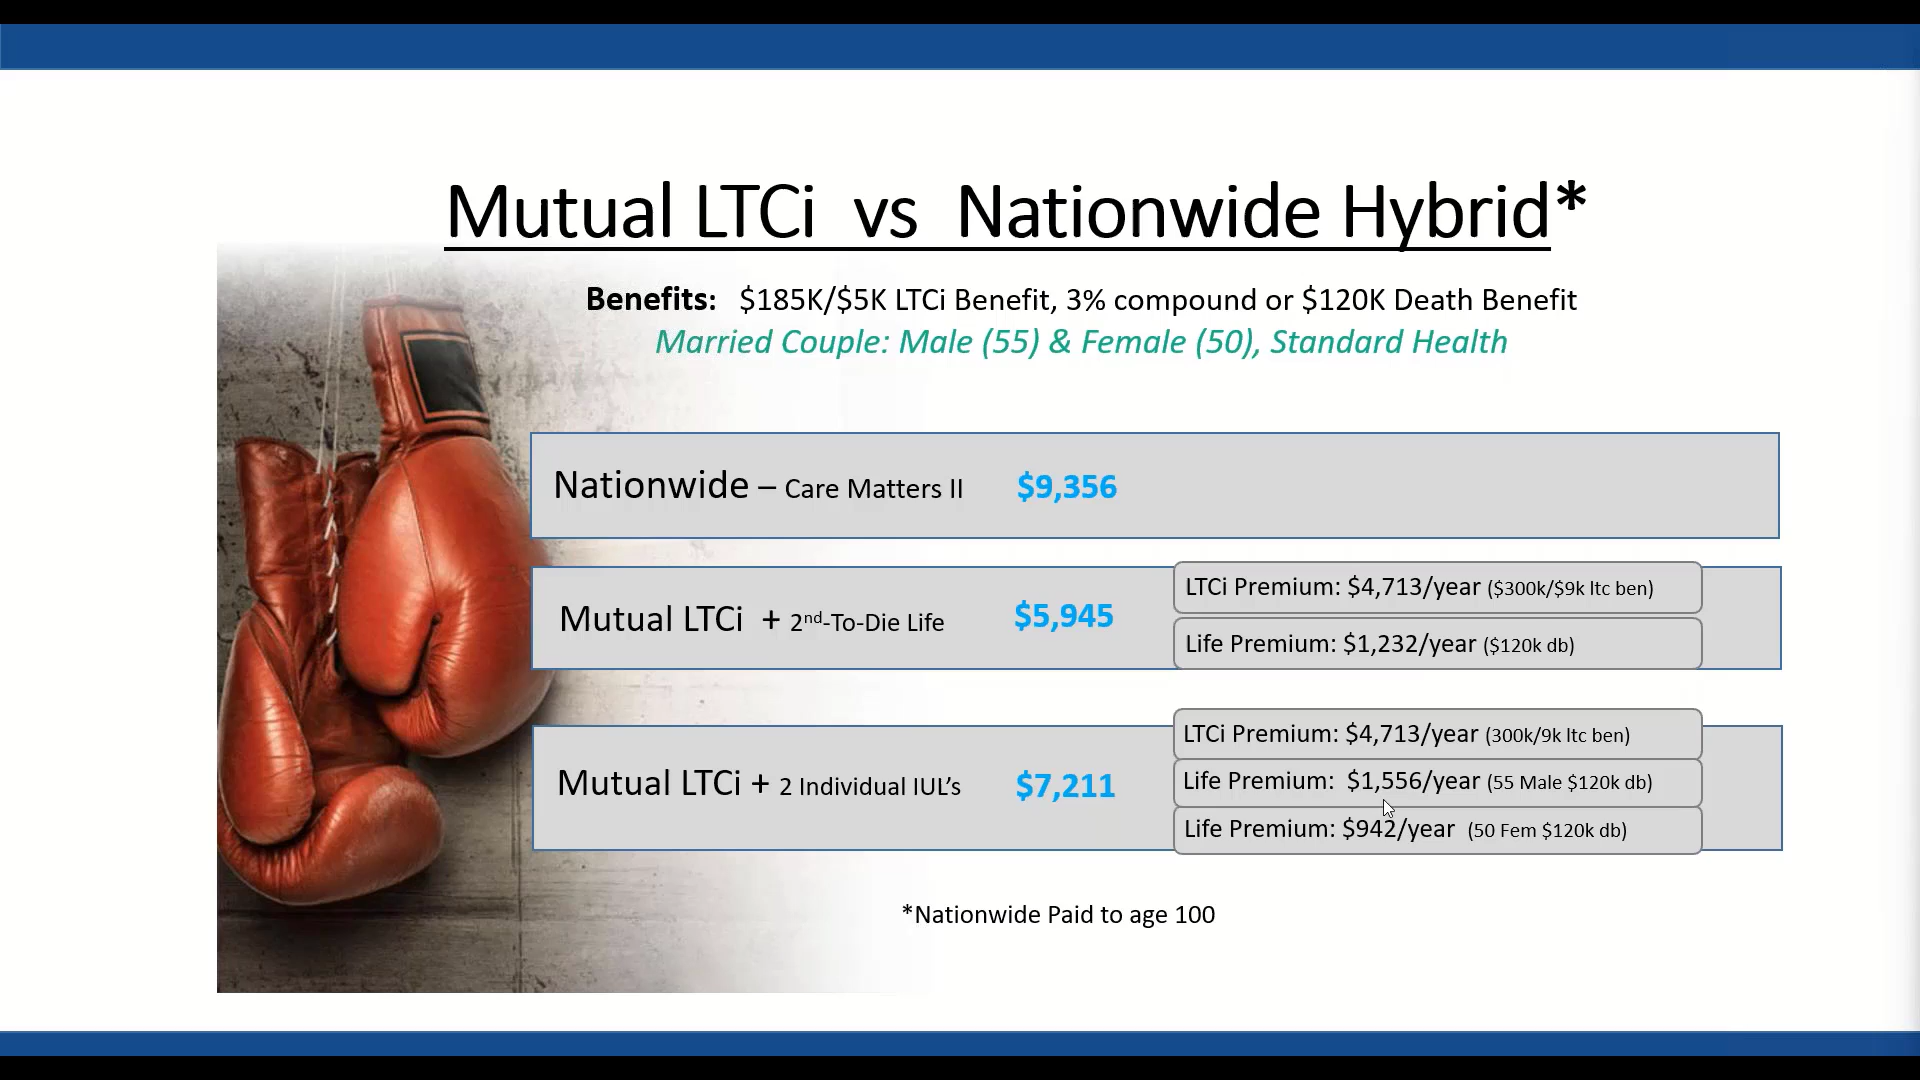 Mutual LTCi vs Nationwide Hybrid*
Benefits: $185K/$5K LTCi Benefit, 3% compound or $120K Death Benefit
Married Couple: Male (55) & Female (50), Standard Health
Nationwide – Care Matters II $9,356
Mutual LTCi + 2nd-To-Die Life $5,945
LTCi Premium: $4,713/year ($300k/$9k ltc ben)
Life Premium: $1,232/year ($120k db)
Mutual LTCi + 2 Individual IUL’s $7,211
LTCi Premium: $4,713/year (300k/9k ltc ben)
Life Premium: $1,556/year (55 Male $120k db)
Life Premium: $942/year (50 Fem $120k db)
*Nationwide Paid to age 100